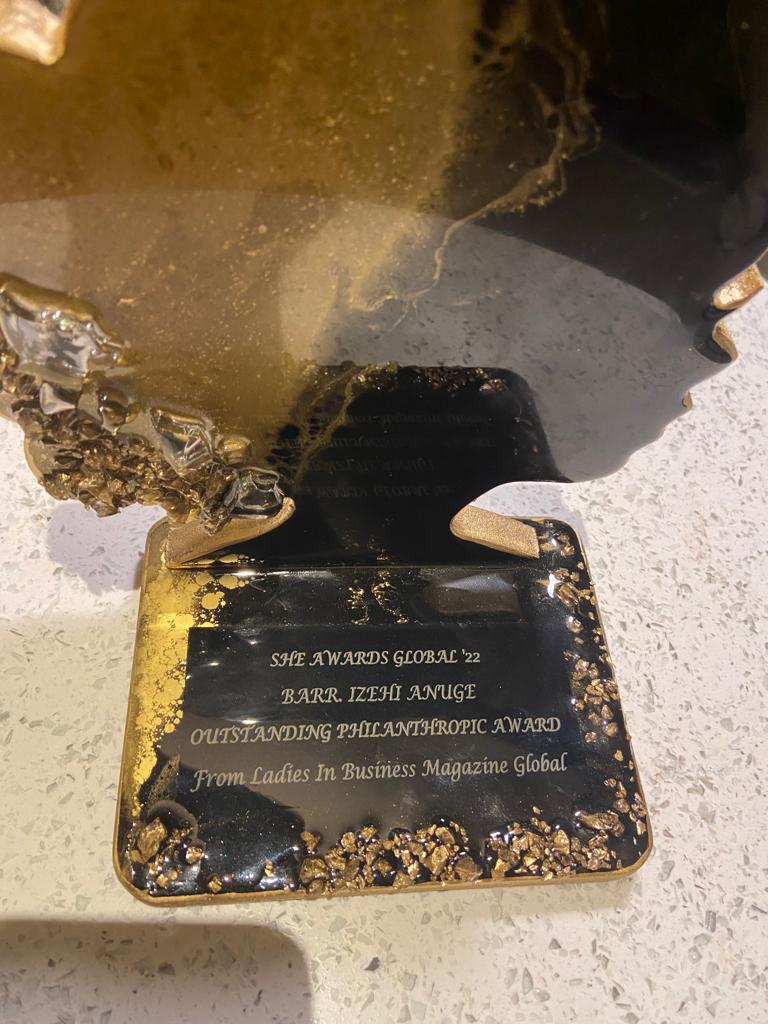 SHE AWARDS GLOBAL '22
BARR. IZEHI ANUGE
OUTSTANDING PHILANTHROPIC AWARD
From Ladies In Business Magazine Global